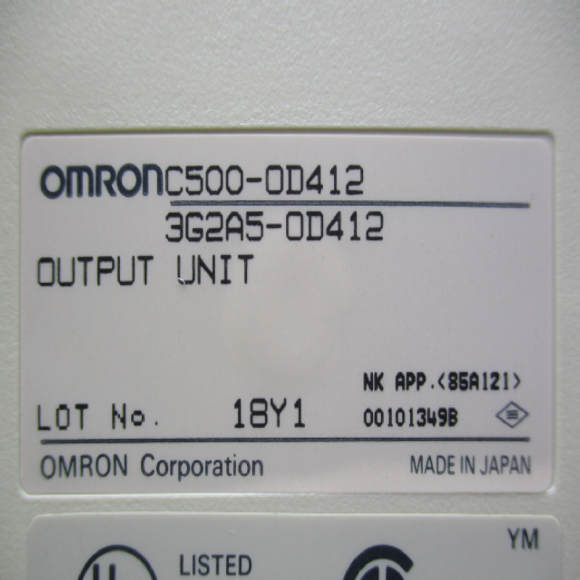 OMRON C500-OD412
3G2A5-OD412
OUTPUT UNIT
NK APP.<85A121>
LOT No. 18Y1 00101349B
OMRON Corporation MADE IN JAPAN
YM
UL LISTED